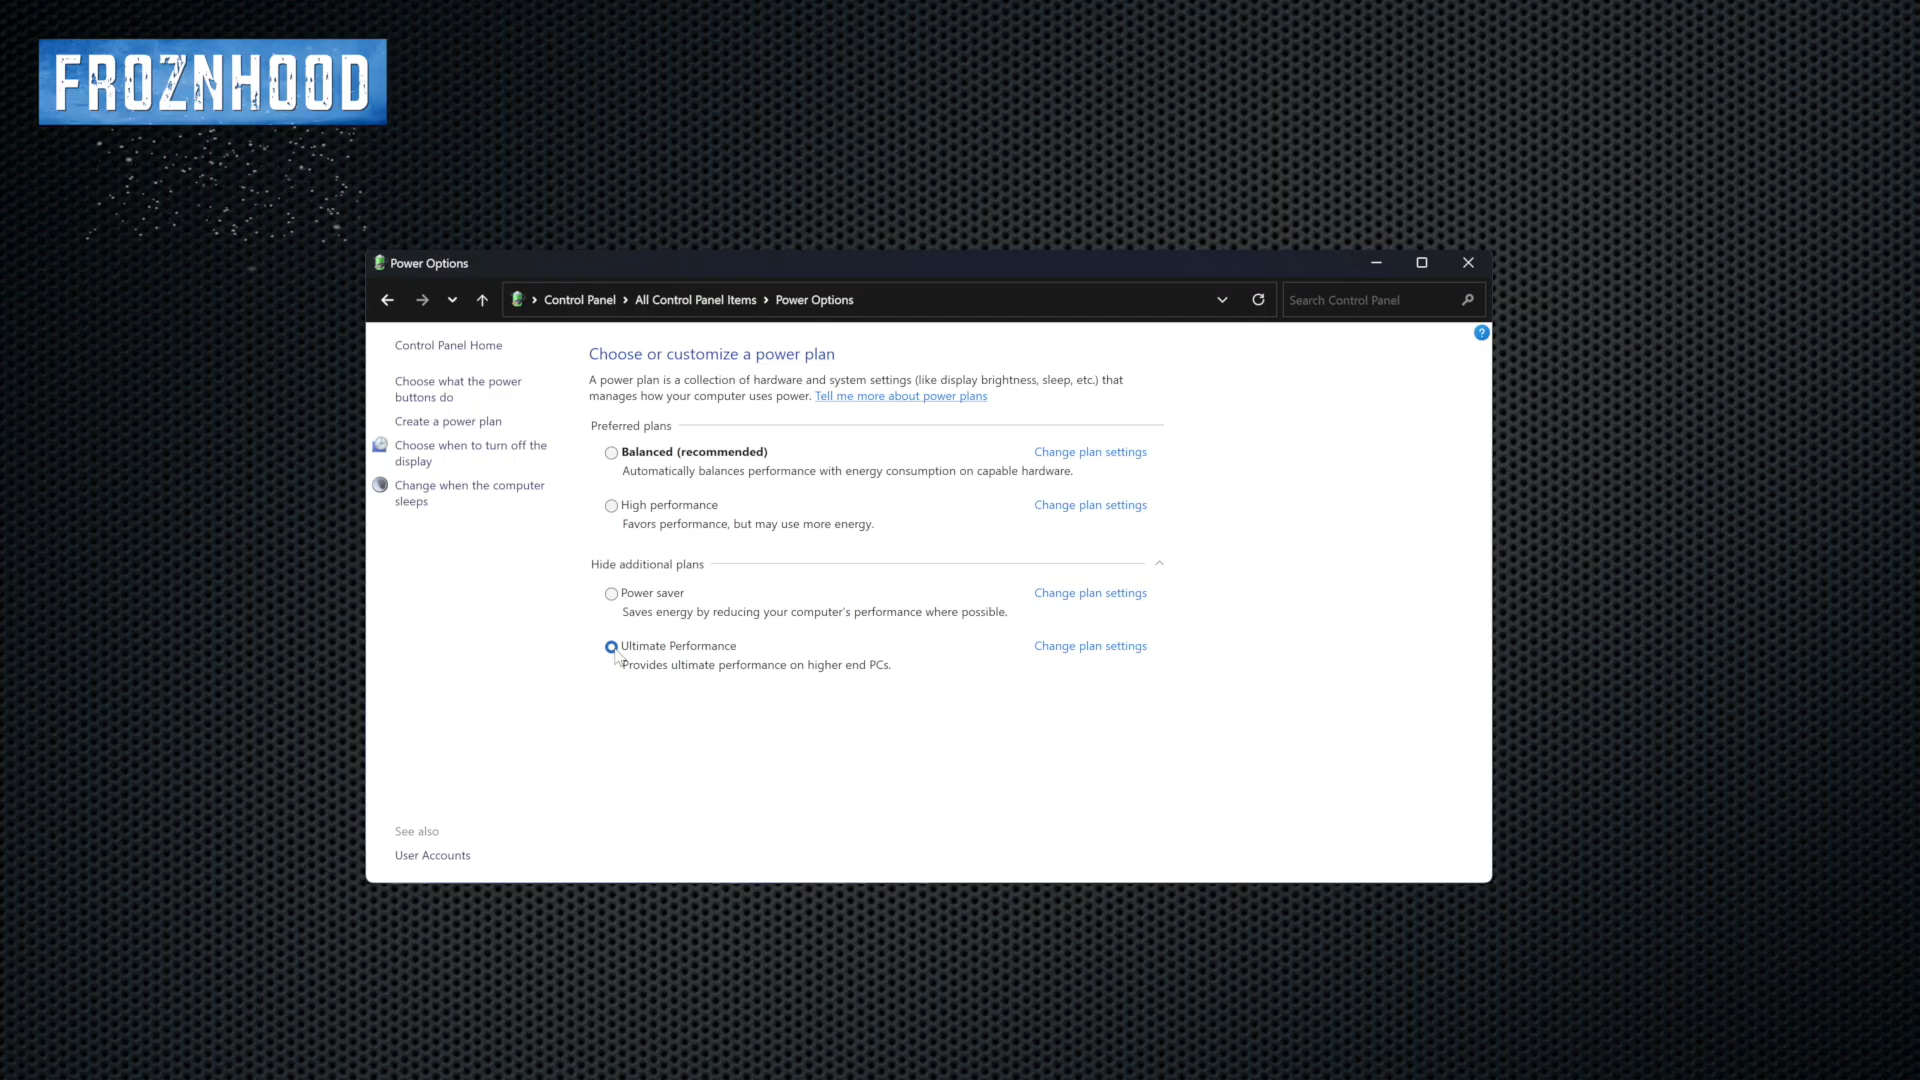 FROZNHOOD
Power Options
Control Panel
All Control Panel Items
Power Options
Search Control Panel
Control Panel Home
Choose what the power
buttons do
Create a power plan
Choose when to turn off the
display
Change when the computer
sleeps
Choose or customize a power plan
A power plan is a collection of hardware and system settings (like display brightness, sleep, etc.) that
manages how your computer uses power. Tell me more about power plans
Preferred plans
Balanced (recommended) Change plan settings
Automatically balances performance with energy consumption on capable hardware.
High performance Change plan settings
Favors performance, but may use more energy.
Hide additional plans
Power saver Change plan settings
Saves energy by reducing your computer's performance where possible.
Ultimate Performance Change plan settings
Provides ultimate performance on higher end PCs.
See also
User Accounts